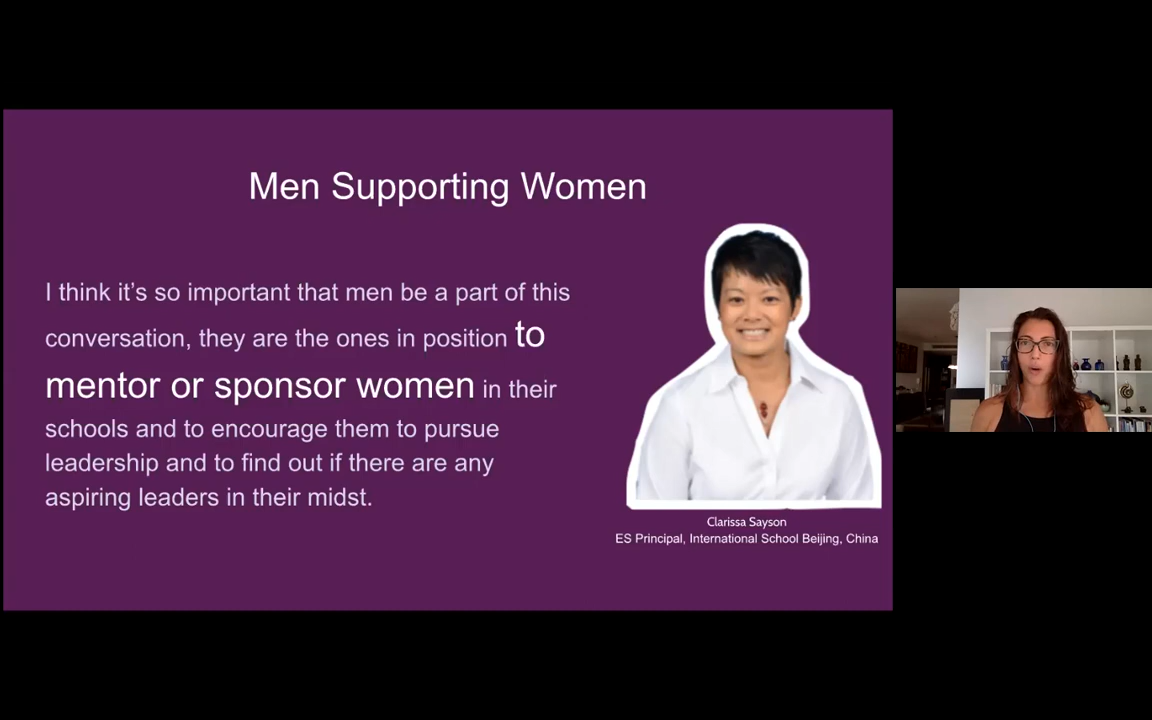 Men Supporting Women
I think it’s so important that men be a part of this
conversation, they are the ones in position to
mentor or sponsor women in their
schools and to encourage them to pursue
leadership and to find out if there are any
aspiring leaders in their midst.
Clarissa Sayson
ES Principal, International School Beijing, China